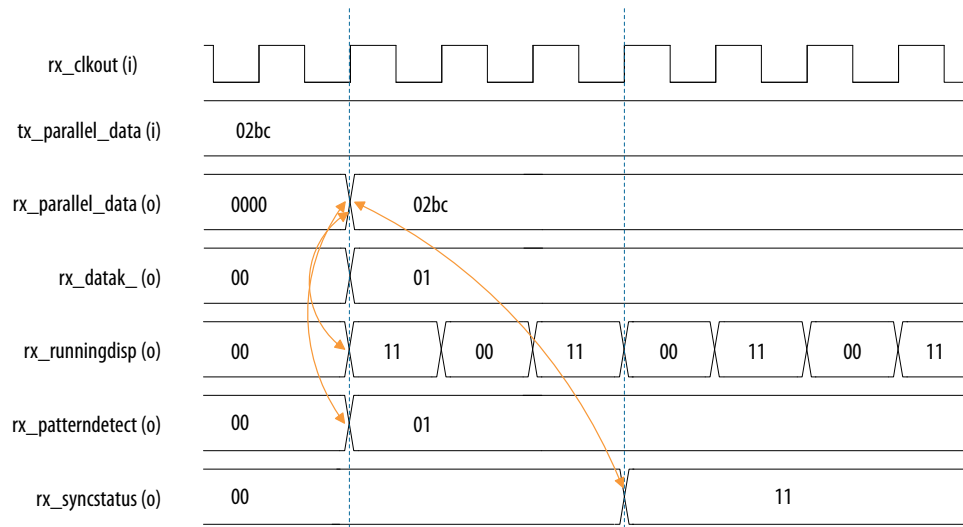 rx_clkout (i)
tx_parallel_data (i) 02bc
rx_parallel_data (o) 0000 02bc
rx_datak_ (o) 00 01
rx_runningdisp (o) 00 11 00 11 00 11 00 11
rx_patterndetect (o) 00 01
rx_syncstatus (o) 00 11